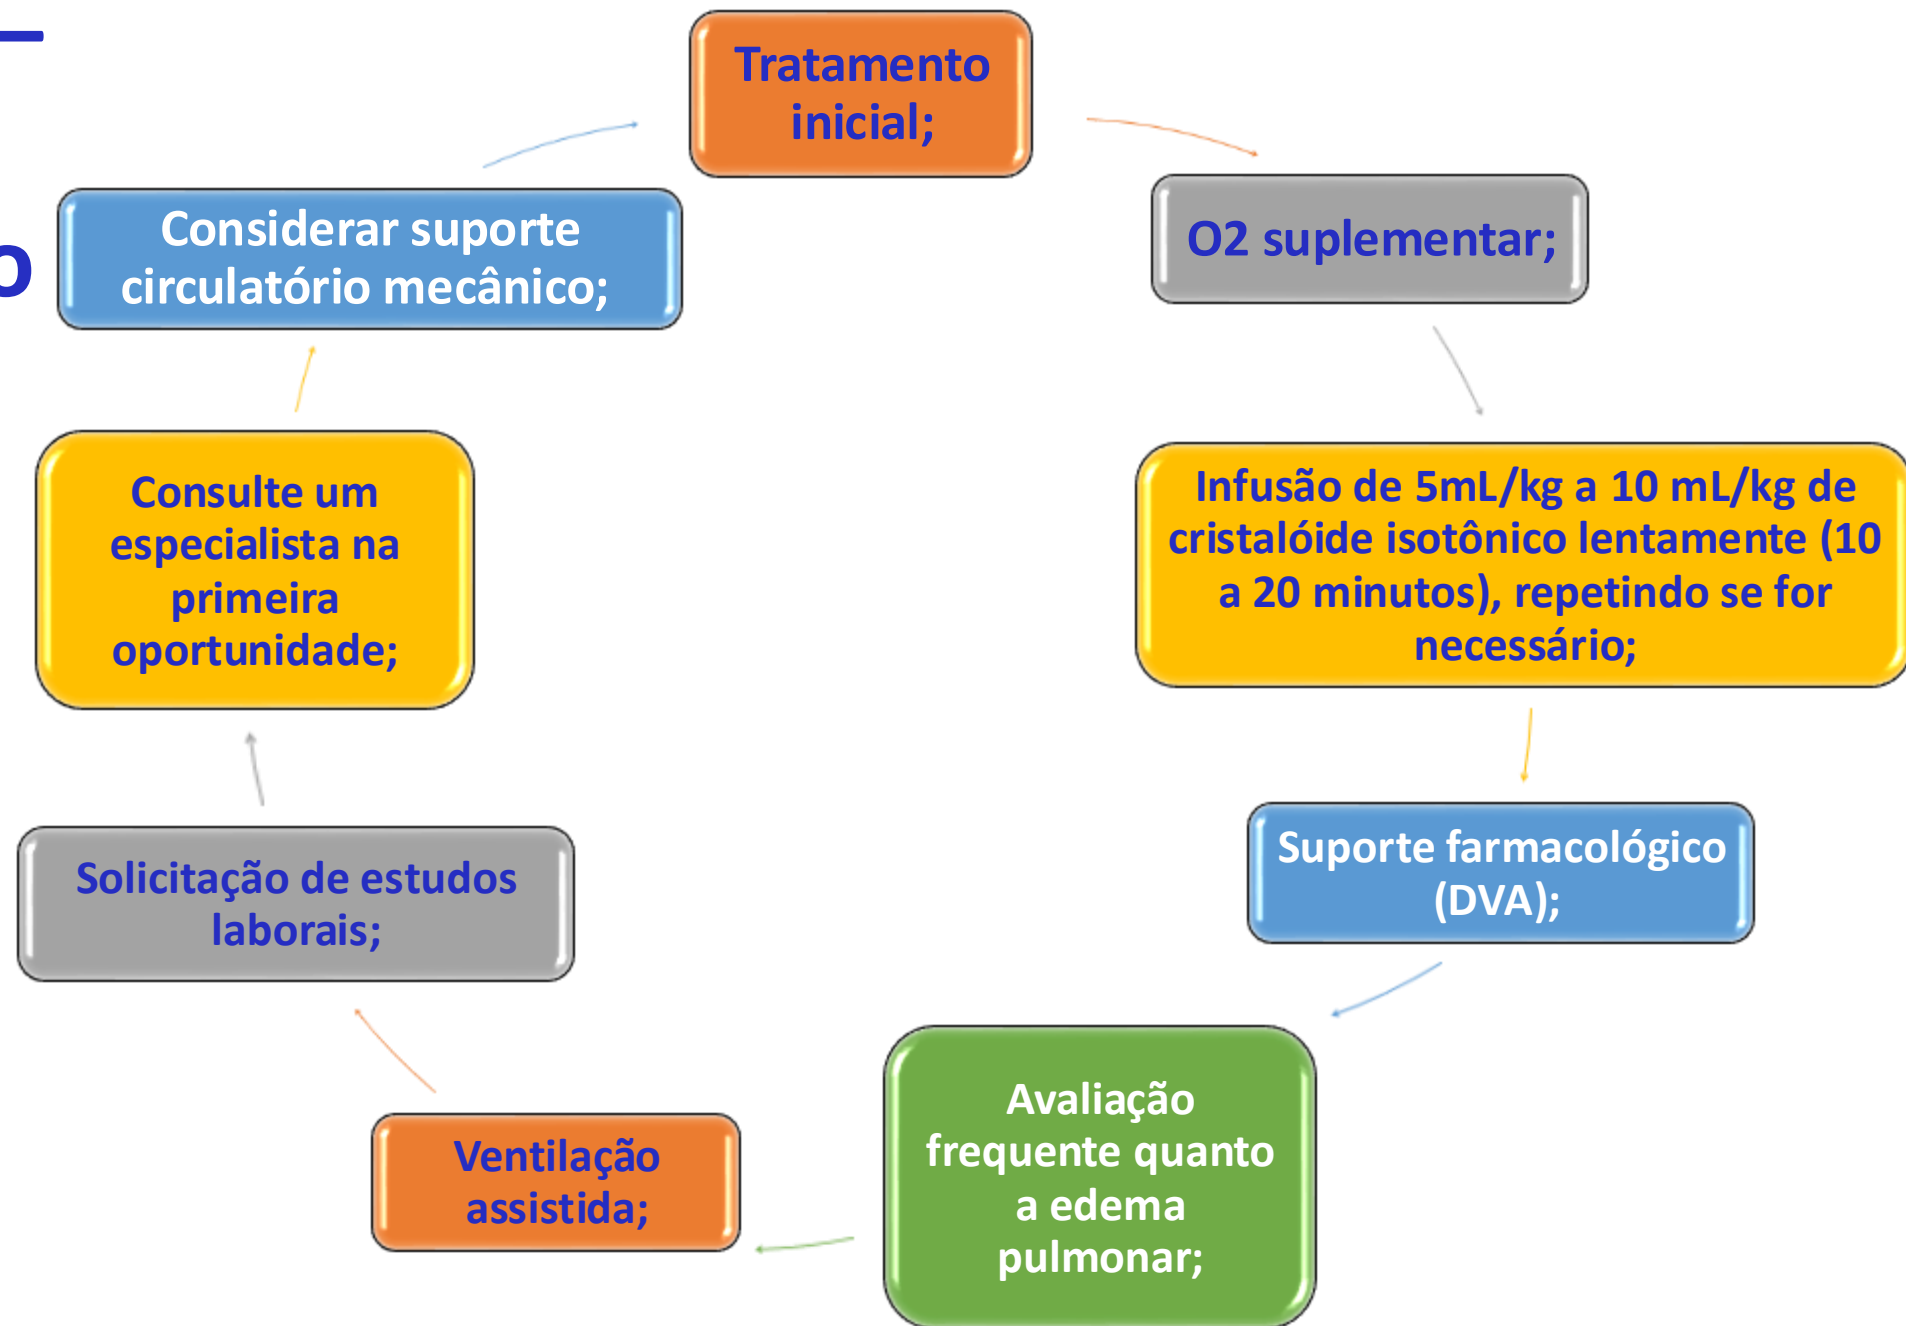 –
o
Tratamento
inicial;
O2 suplementar;
Infusão de 5mL/kg a 10 mL/kg de
cristalóide isotônico lentamente (10
a 20 minutos), repetindo se for
necessário;
Suporte farmacológico
(DVA);
Avaliação
frequente quanto
a edema
pulmonar;
Ventilação
assistida;
Solicitação de estudos
laborais;
Consulte um
especialista na
primeira
oportunidade;
Considerar suporte
circulatório mecânico;